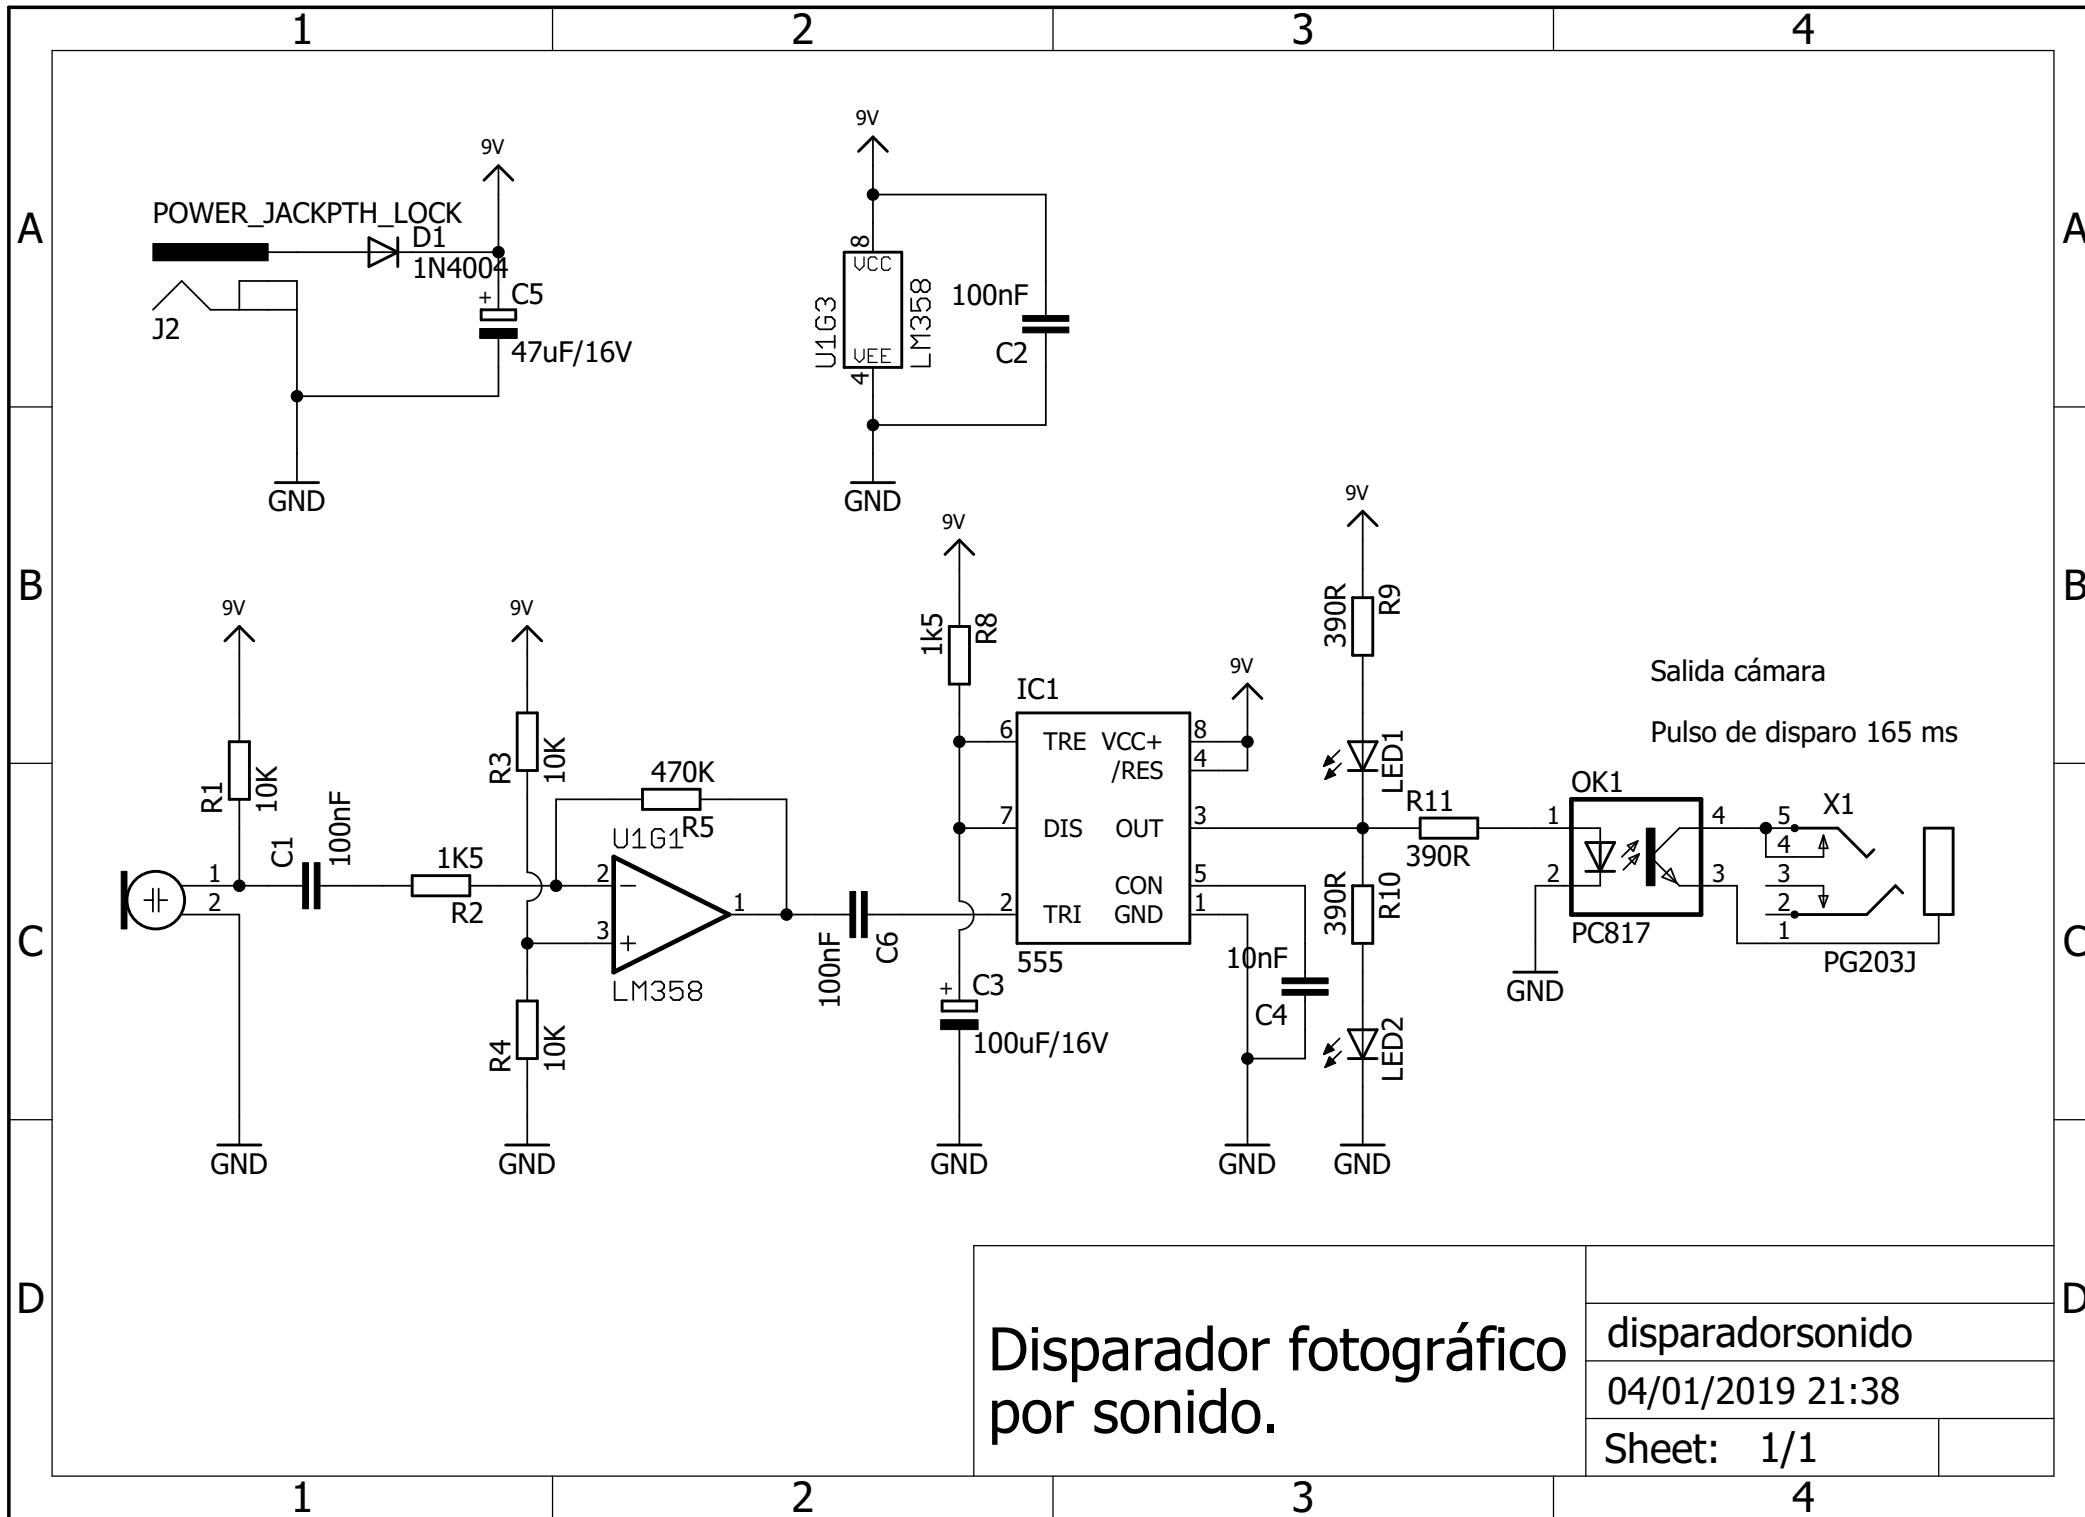 1 2 3 4
A A
B B
C C
D D
9V
POWER_JACKPTH_LOCK
D1
1N4004
J2
+
C5
47uF/16V
GND
9V
8
VCC
U1G3
LM358
VEE
4
100nF
C2
GND
9V
R1
10K
1
2
C1
100nF
GND
1K5
R2
9V
R3
10K
R4
10K
GND
470K
R5
U1G1
2
-
3
+
1
LM358
100nF
C6
9V
1k5
R8
+
C3
100uF/16V
GND
IC1
6 TRE VCC+ 8
/RES 4
7 DIS OUT 3
CON 5
2 TRI GND 1
555
9V
10nF
C4
GND
9V
390R
R9
LED1
390R
R10
LED2
GND
R11
390R
Salida cámara
Pulso de disparo 165 ms
OK1
1
2
4
3
PC817
GND
X1
5
4
3
2
1
PG203J
Disparador fotográfico
por sonido.
disparadorsonido
04/01/2019 21:38
Sheet: 1/1
1 2 3 4